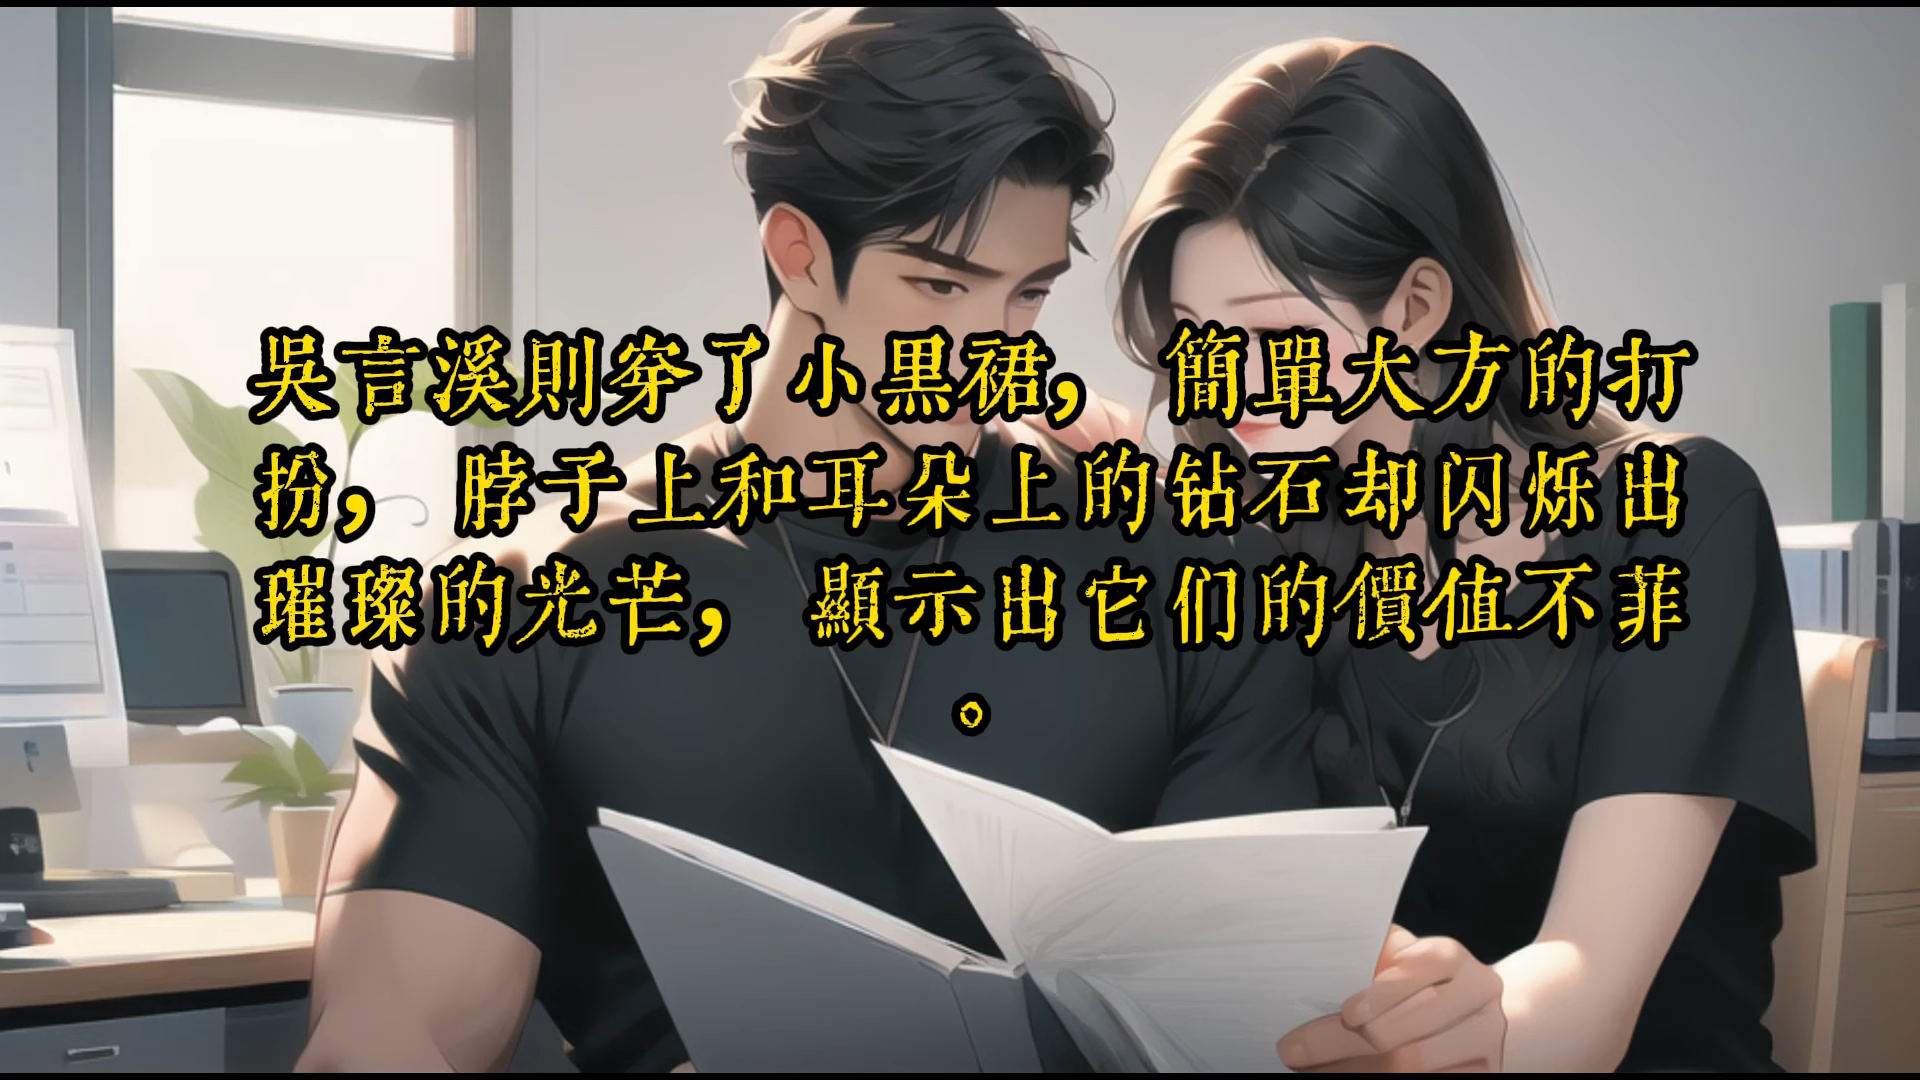 吳言溪則穿了小黑裙，簡單大方的打
扮，脖子上和耳朵上的钻石却闪烁出
璀璨的光芒，顯示出它们的價值不菲
。